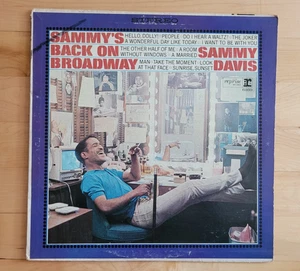 SAMMY'S HELLO, DOLLY!·PEOPLE·DO I HEAR A WALTZ?·THE JOKER
A WONDERFUL DAY LIKE TODAY·I WANT TO BE WITH YOU
BACK ON THE OTHER HALF OF ME·A ROOM SAMMY
WITHOUT WINDOWS·A MARRIED
BROADWAY MAN·TAKE THE MOMENT·LOOK DAVIS
AT THAT FACE·SUNRISE, SUNSET
reprise